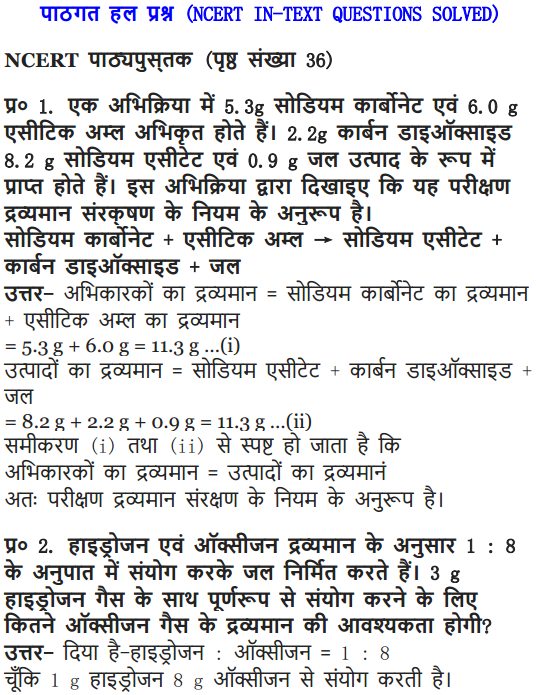 पाठगत हल प्रश्न (NCERT IN-TEXT QUESTIONS SOLVED)
NCERT पाठ्यपुस्तक (पृष्ठ संख्या 36)
प्र० 1. एक अभिक्रिया में 5.3g सोडियम कार्बोनेट एवं 6.0 g
एसीटिक अम्ल अभिकृत होते हैं। 2.2g कार्बन डाइऑक्साइड
8.2 g सोडियम एसीटेट एवं 0.9 g जल उत्पाद के रूप में
प्राप्त होते हैं। इस अभिक्रिया द्वारा दिखाइए कि यह परीक्षण
द्रव्यमान संरक्षण के नियम के अनुरूप है।
सोडियम कार्बोनेट + एसीटिक अम्ल → सोडियम एसीटेट +
कार्बन डाइऑक्साइड + जल
उत्तर- अभिकारकों का द्रव्यमान = सोडियम कार्बोनेट का द्रव्यमान
+ एसीटिक अम्ल का द्रव्यमान
= 5.3 g + 6.0 g = 11.3 g ...(i)
उत्पादों का द्रव्यमान = सोडियम एसीटेट + कार्बन डाइऑक्साइड +
जल
= 8.2 g + 2.2 g + 0.9 g = 11.3 g ...(ii)
समीकरण (i) तथा (ii) से स्पष्ट हो जाता है कि
अभिकारकों का द्रव्यमान = उत्पादों का द्रव्यमानं
अतः परीक्षण द्रव्यमान संरक्षण के नियम के अनुरूप है।
प्र० 2. हाइड्रोजन एवं ऑक्सीजन द्रव्यमान के अनुसार 1 : 8
के अनुपात में संयोग करके जल निर्मित करते हैं। 3 g
हाइड्रोजन गैस के साथ पूर्णरूप से संयोग करने के लिए
कितने ऑक्सीजन गैस के द्रव्यमान की आवश्यकता होगी?
उत्तर- दिया है-हाइड्रोजन : ऑक्सीजन = 1 : 8
चूँकि 1 g हाइड्रोजन 8 g ऑक्सीजन से संयोग करती है।